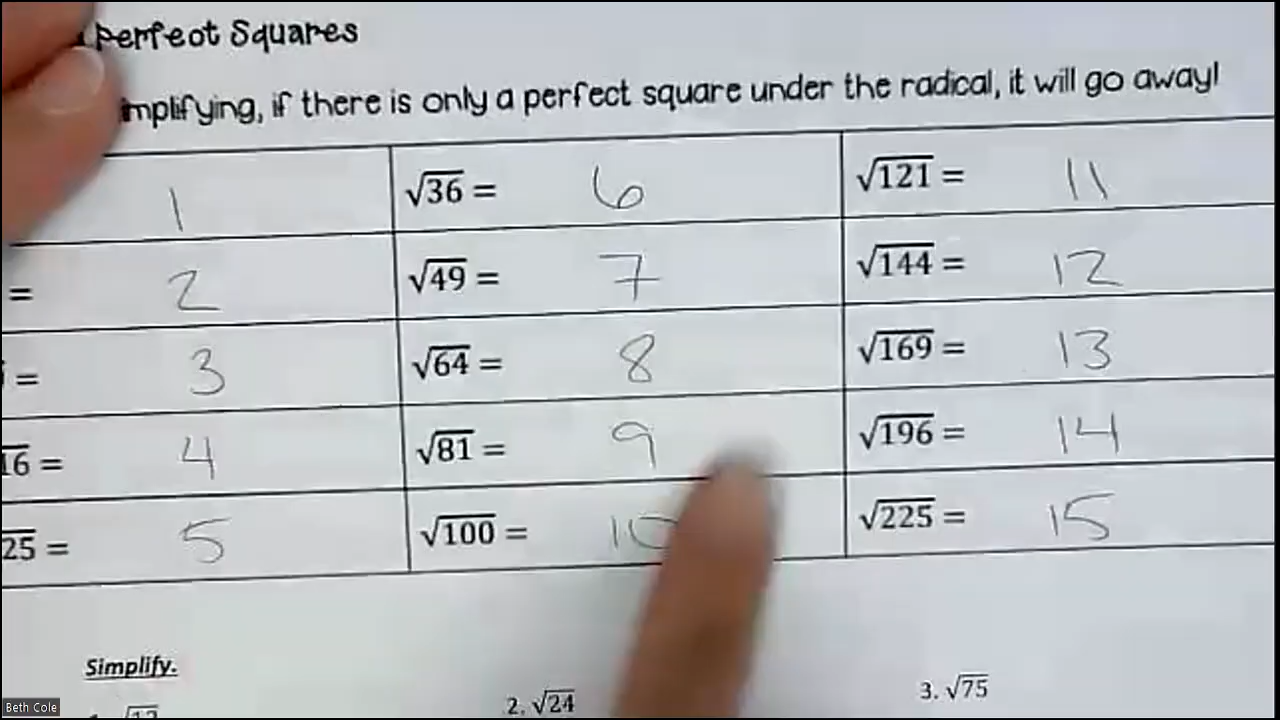 Perfect Squares
implifying, if there is only a perfect square under the radical, it will go away!
1 √36 = 6 √121 = 11
= 2 √49 = 7 √144 = 12
= 3 √64 = 8 √169 = 13
16 = 4 √81 = 9 √196 = 14
25 = 5 √100 = 10 √225 = 15
Simplify.
2. √24 3. √75
Beth Cole